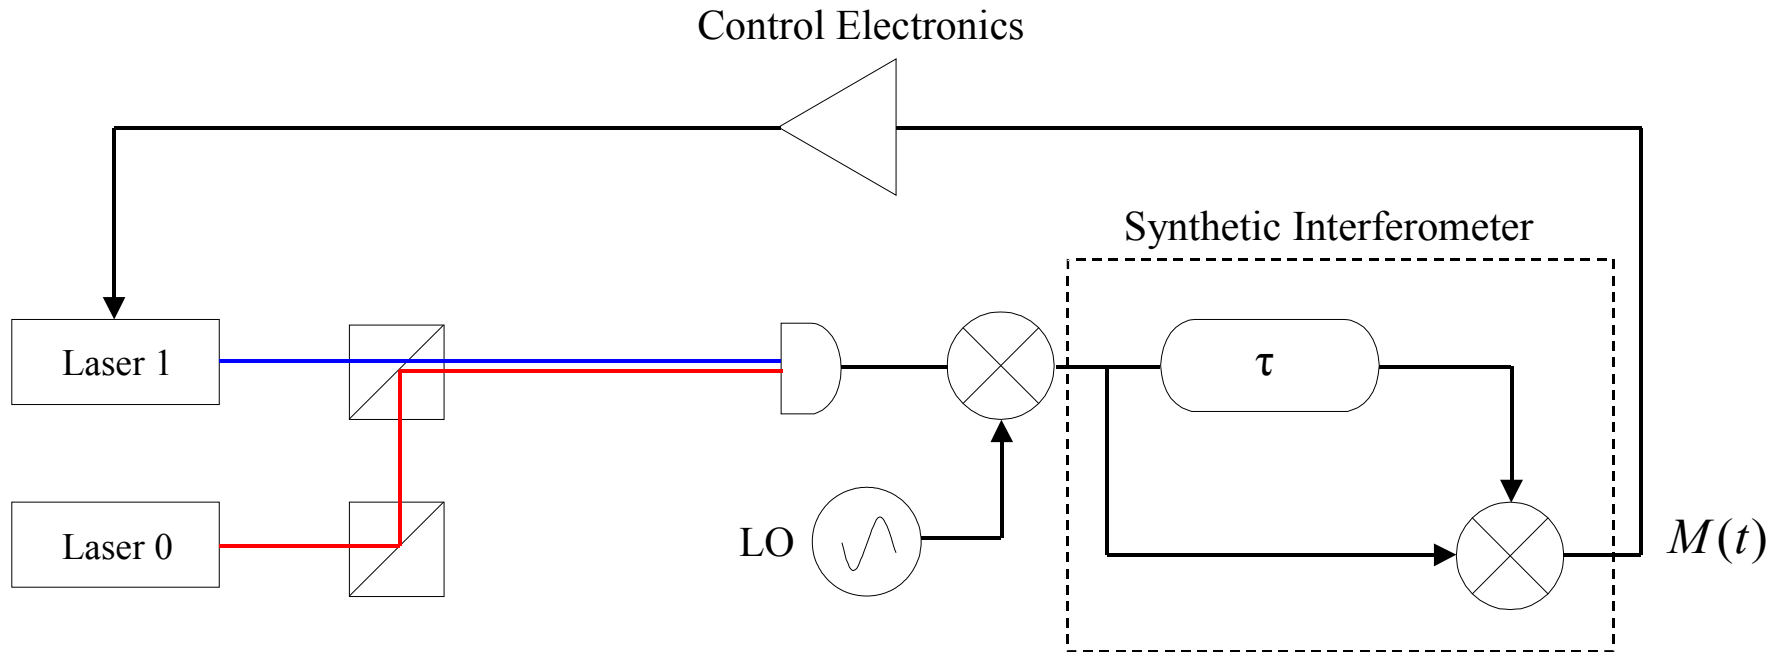 Control Electronics
Synthetic Interferometer
Laser 1
τ
Laser 0
LO
M(t)